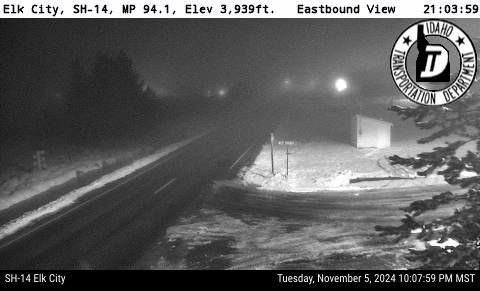 Elk City, SH-14, MP 94.1, Elev 3,939ft.   Eastbound View    21:03:59
IDAHO
TRANSPORTATION DEPARTMENT
SH-14 Elk City
Tuesday, November 5, 2024 10:07:59 PM MST